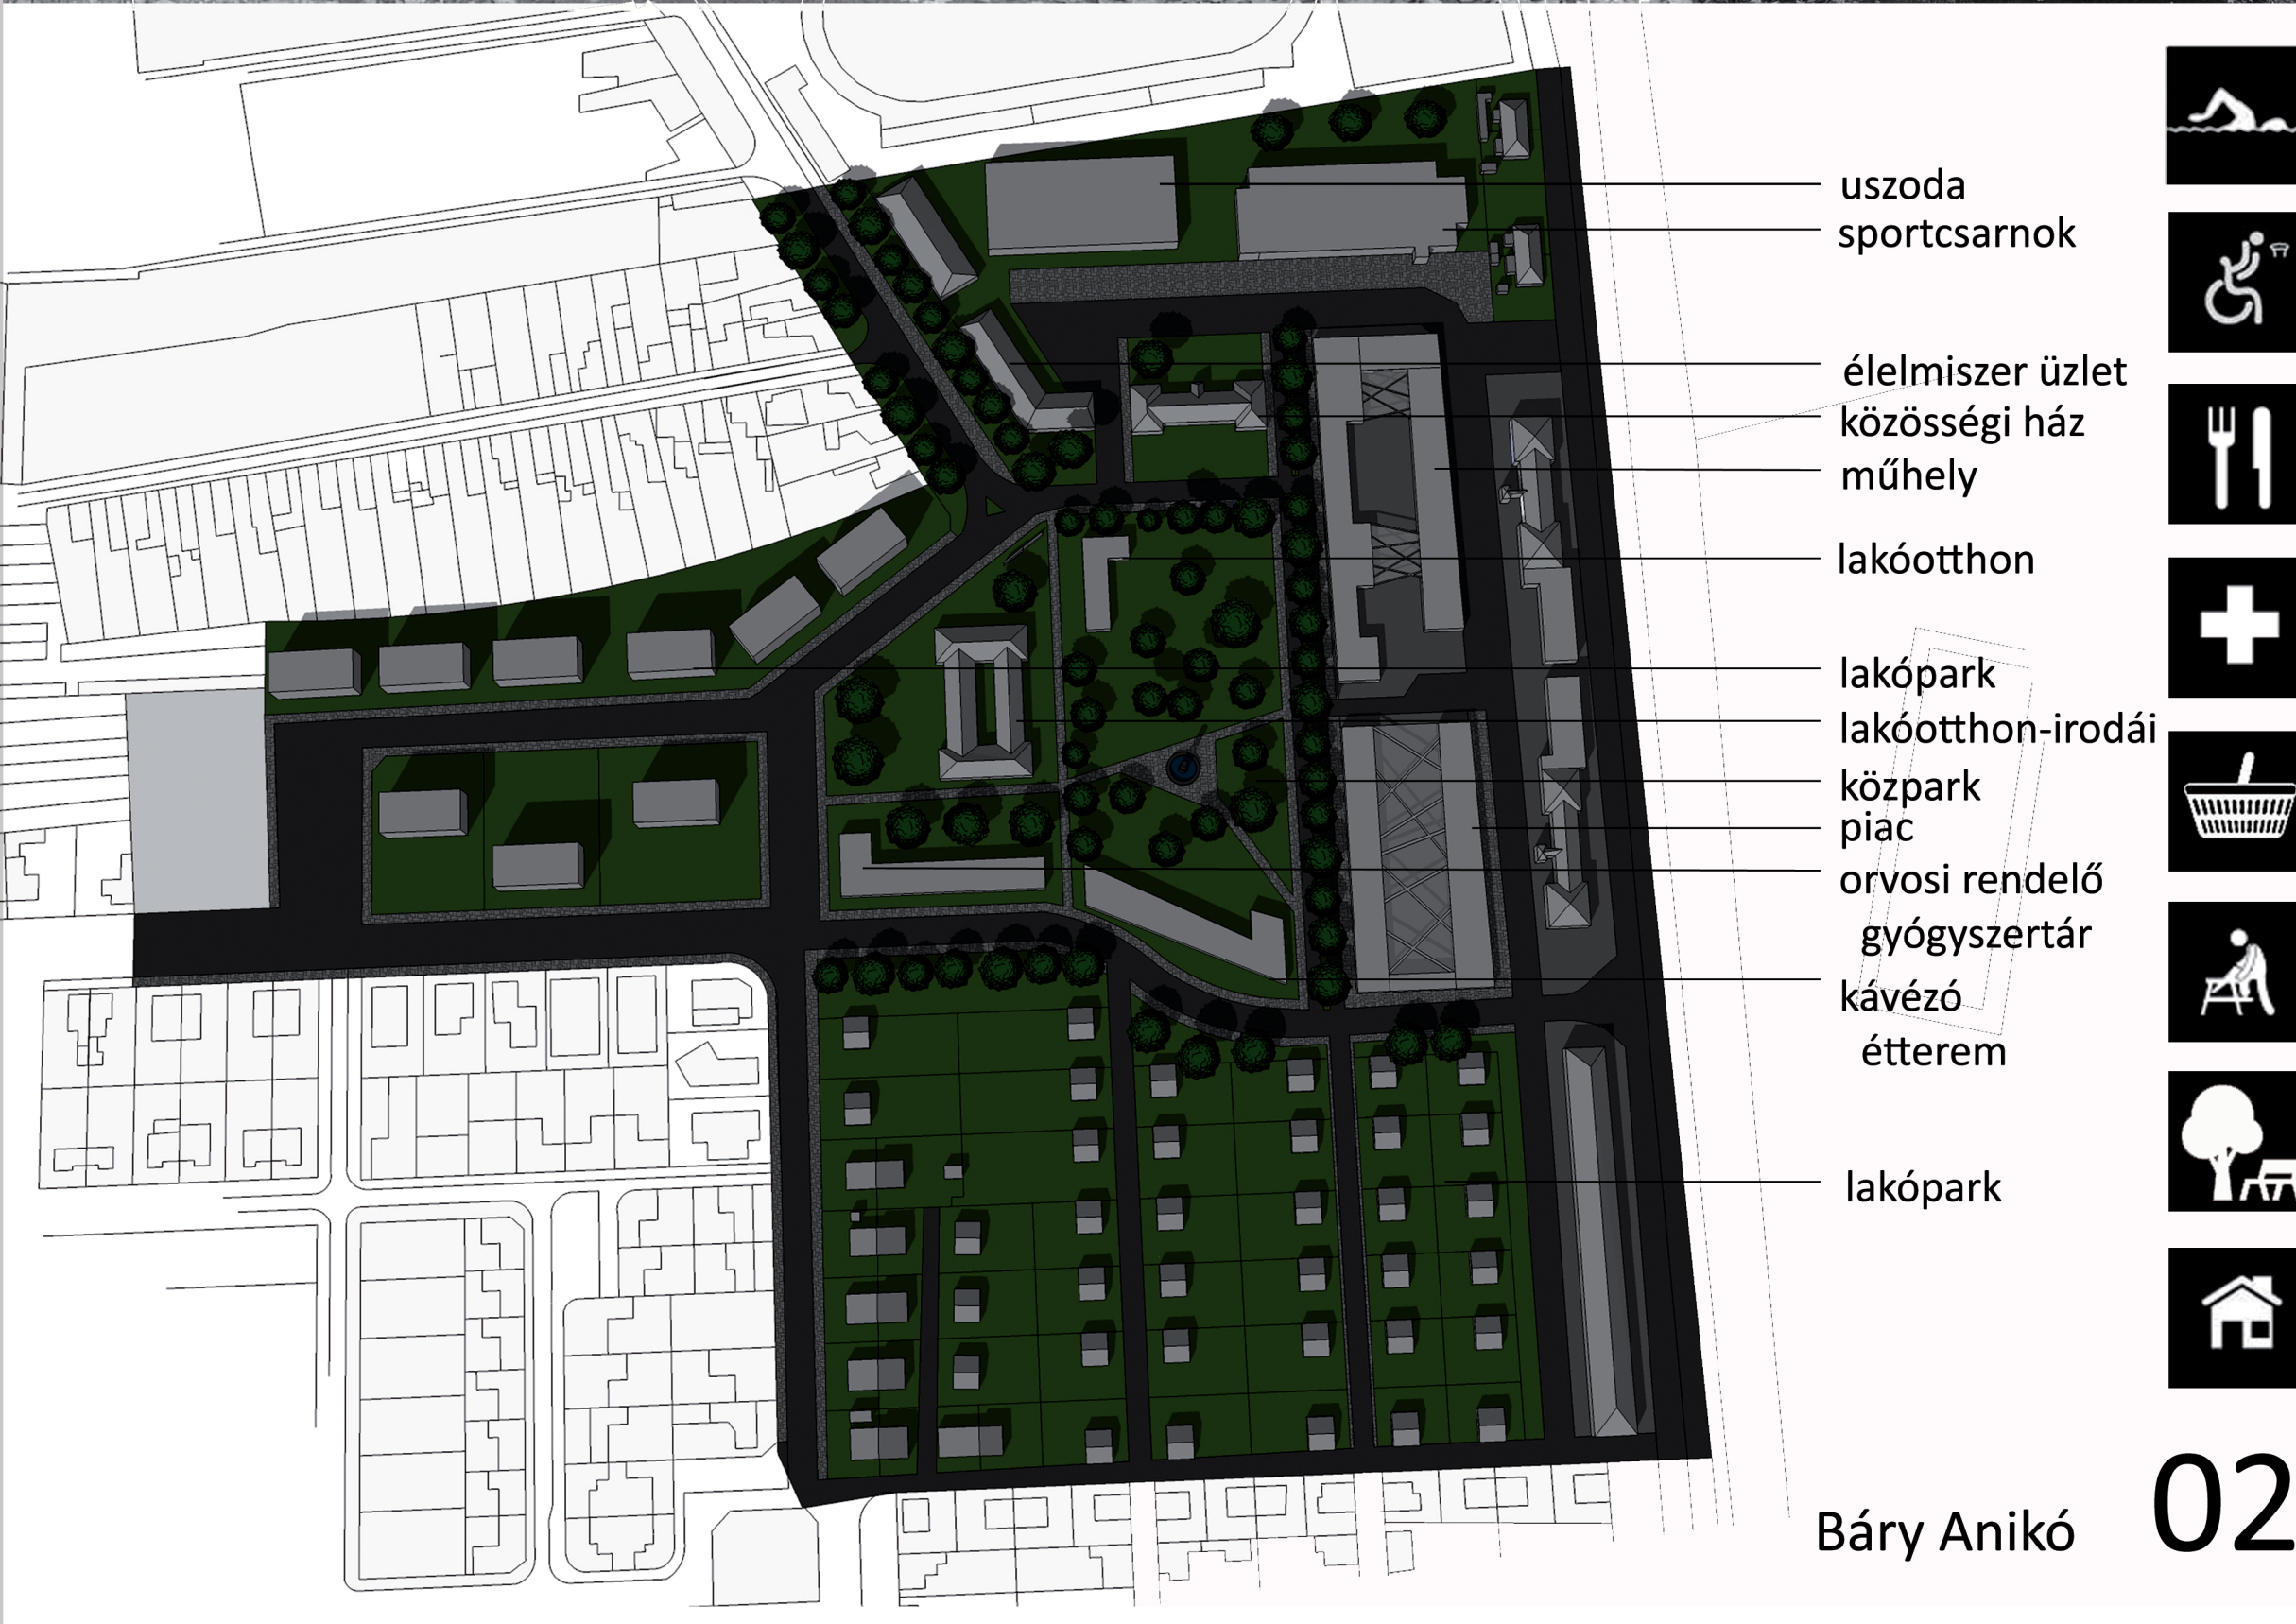 uszoda
sportcsarnok
élelmiszer üzlet
közösségi ház
műhely
lakóotthon
lakópark
lakóotthon-irodái
közpark
piac
orvosi rendelő
gyógyszertár
kávézó
étterem
lakópark
Báry Anikó 02